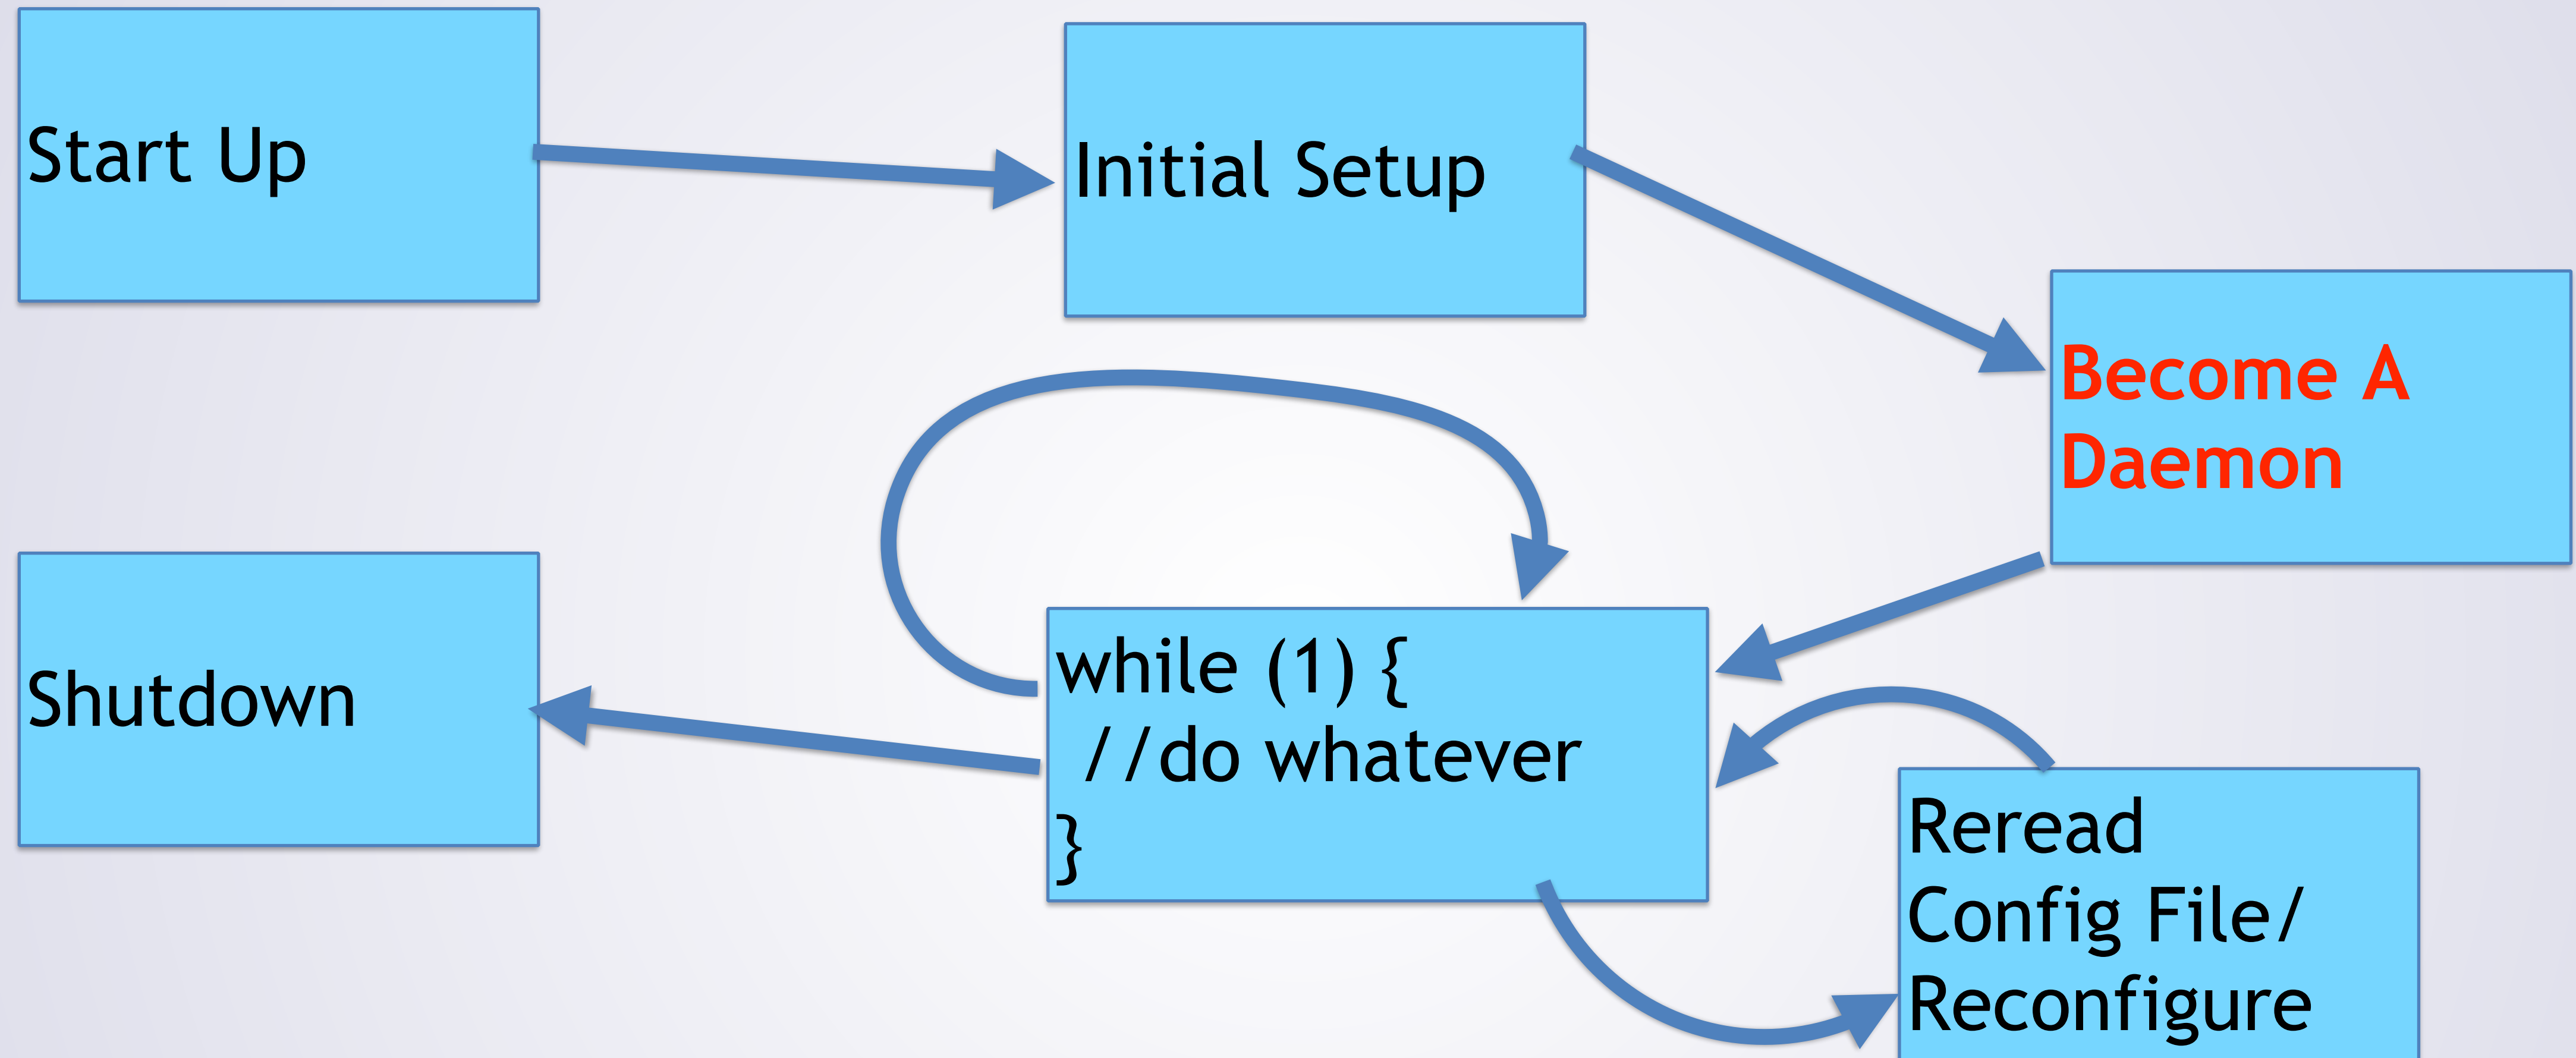 Start Up
Initial Setup
Become A
Daemon
Shutdown
while (1) {
//do whatever
}
Reread
Config File/
Reconfigure